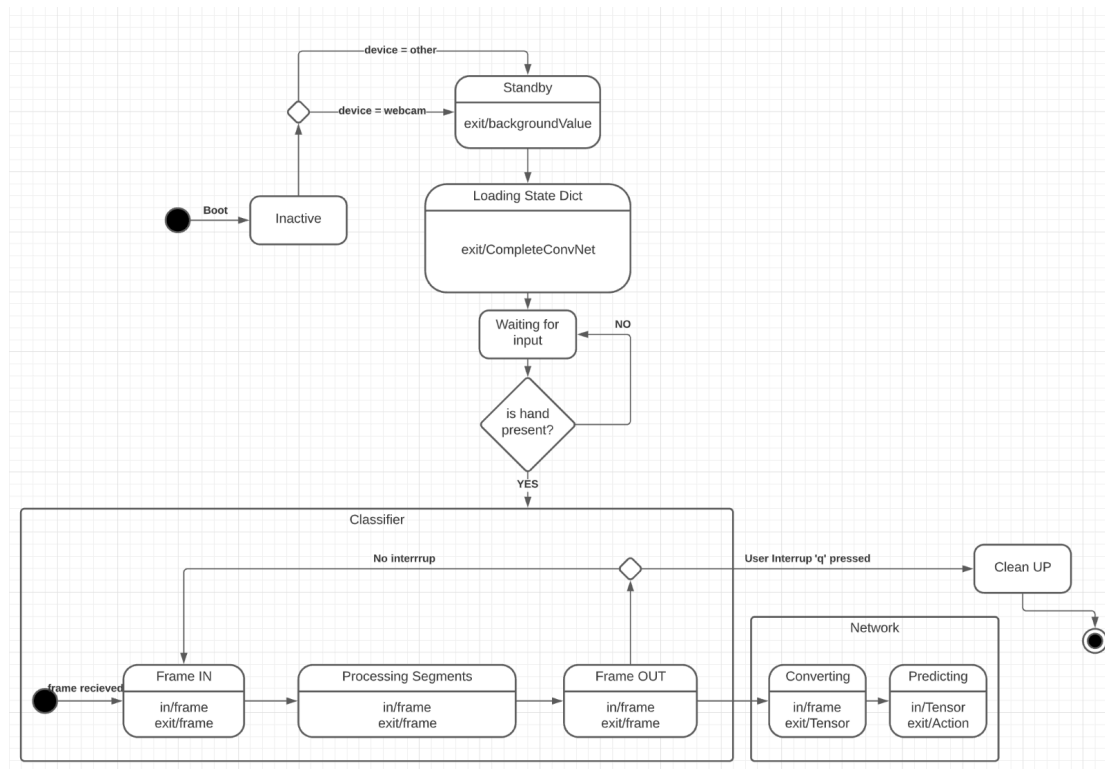 device = other
Standby
device = webcam
exit/backgroundValue
Boot
Inactive
Loading State Dict
exit/CompleteConvNet
Waiting for
input
NO
is hand
present?
YES
Classifier
No interrrup
User Interrup 'q' pressed
Clean UP
Network
frame recieved
Frame IN
in/frame
exit/frame
Processing Segments
in/frame
exit/frame
Frame OUT
in/frame
exit/frame
Converting
in/frame
exit/Tensor
Predicting
in/Tensor
exit/Action